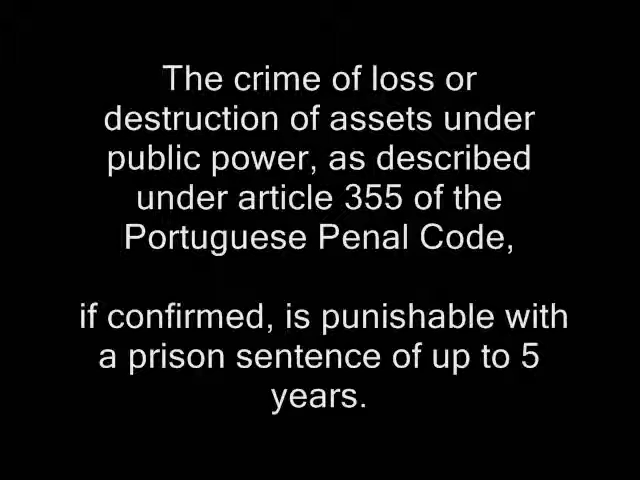 The crime of loss or
destruction of assets under
public power, as described
under article 355 of the
Portuguese Penal Code,
if confirmed, is punishable with
a prison sentence of up to 5
years.